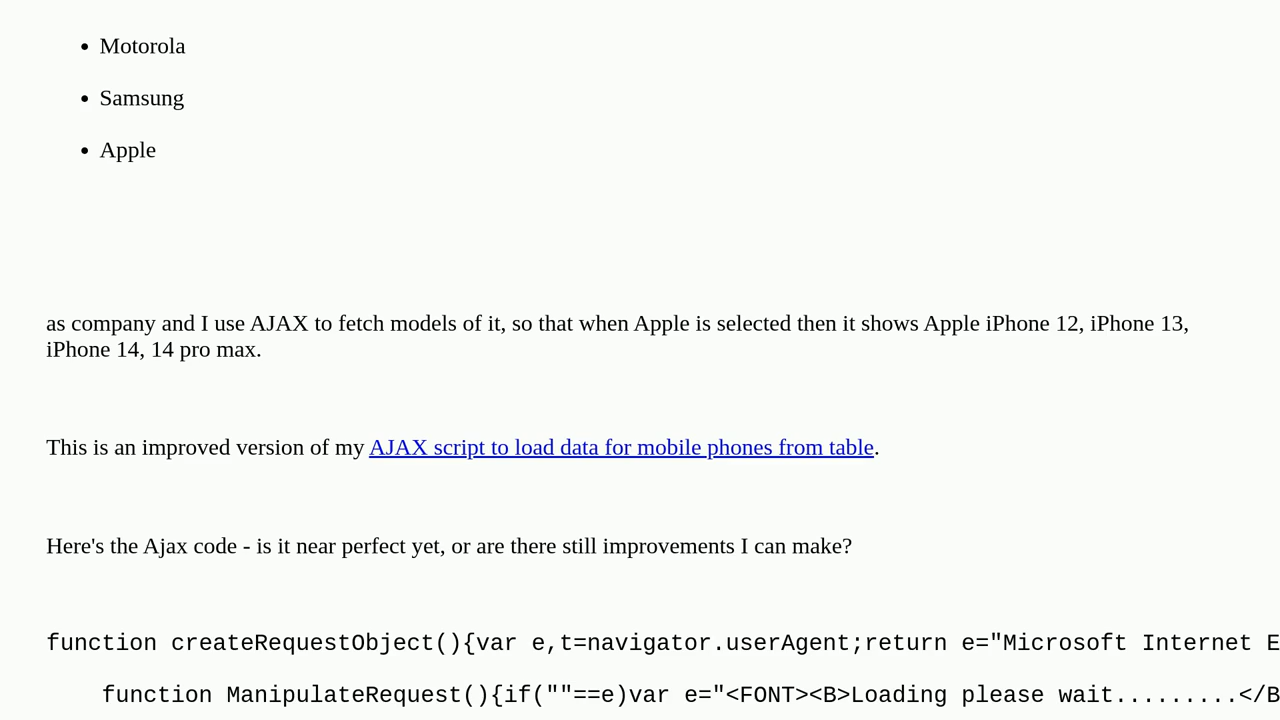 Motorola
Samsung
Apple
as company and I use AJAX to fetch models of it, so that when Apple is selected then it shows Apple iPhone 12, iPhone 13,
iPhone 14, 14 pro max.
This is an improved version of my AJAX script to load data for mobile phones from table.
Here's the Ajax code - is it near perfect yet, or are there still improvements I can make?
function createRequestObject(){var e,t=navigator.userAgent;return e="Microsoft Internet E
function ManipulateRequest(){if(""==e)var e="<FONT><B>Loading please wait.........</B